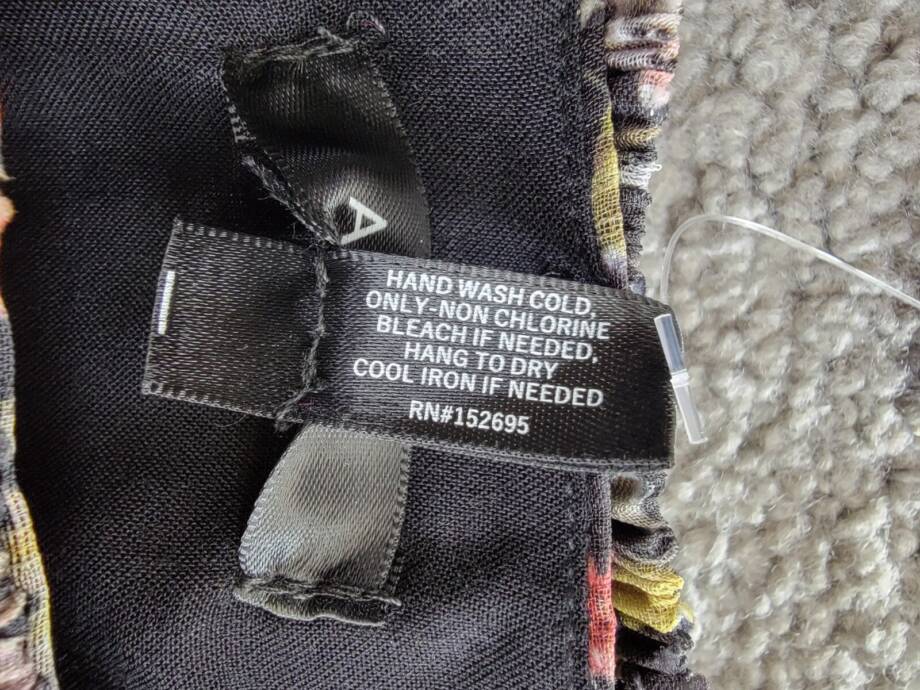 A
HAND WASH COLD,
ONLY-NON CHLORINE
BLEACH IF NEEDED,
HANG TO DRY
COOL IRON IF NEEDED
RN#152695